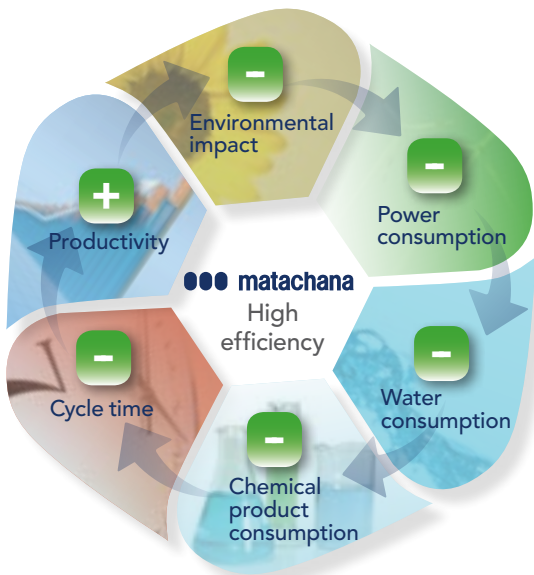 -
Environmental
impact
-
Power
consumption
-
Water
consumption
-
Chemical
product
consumption
-
Cycle time
+
Productivity
matachana
High
efficiency